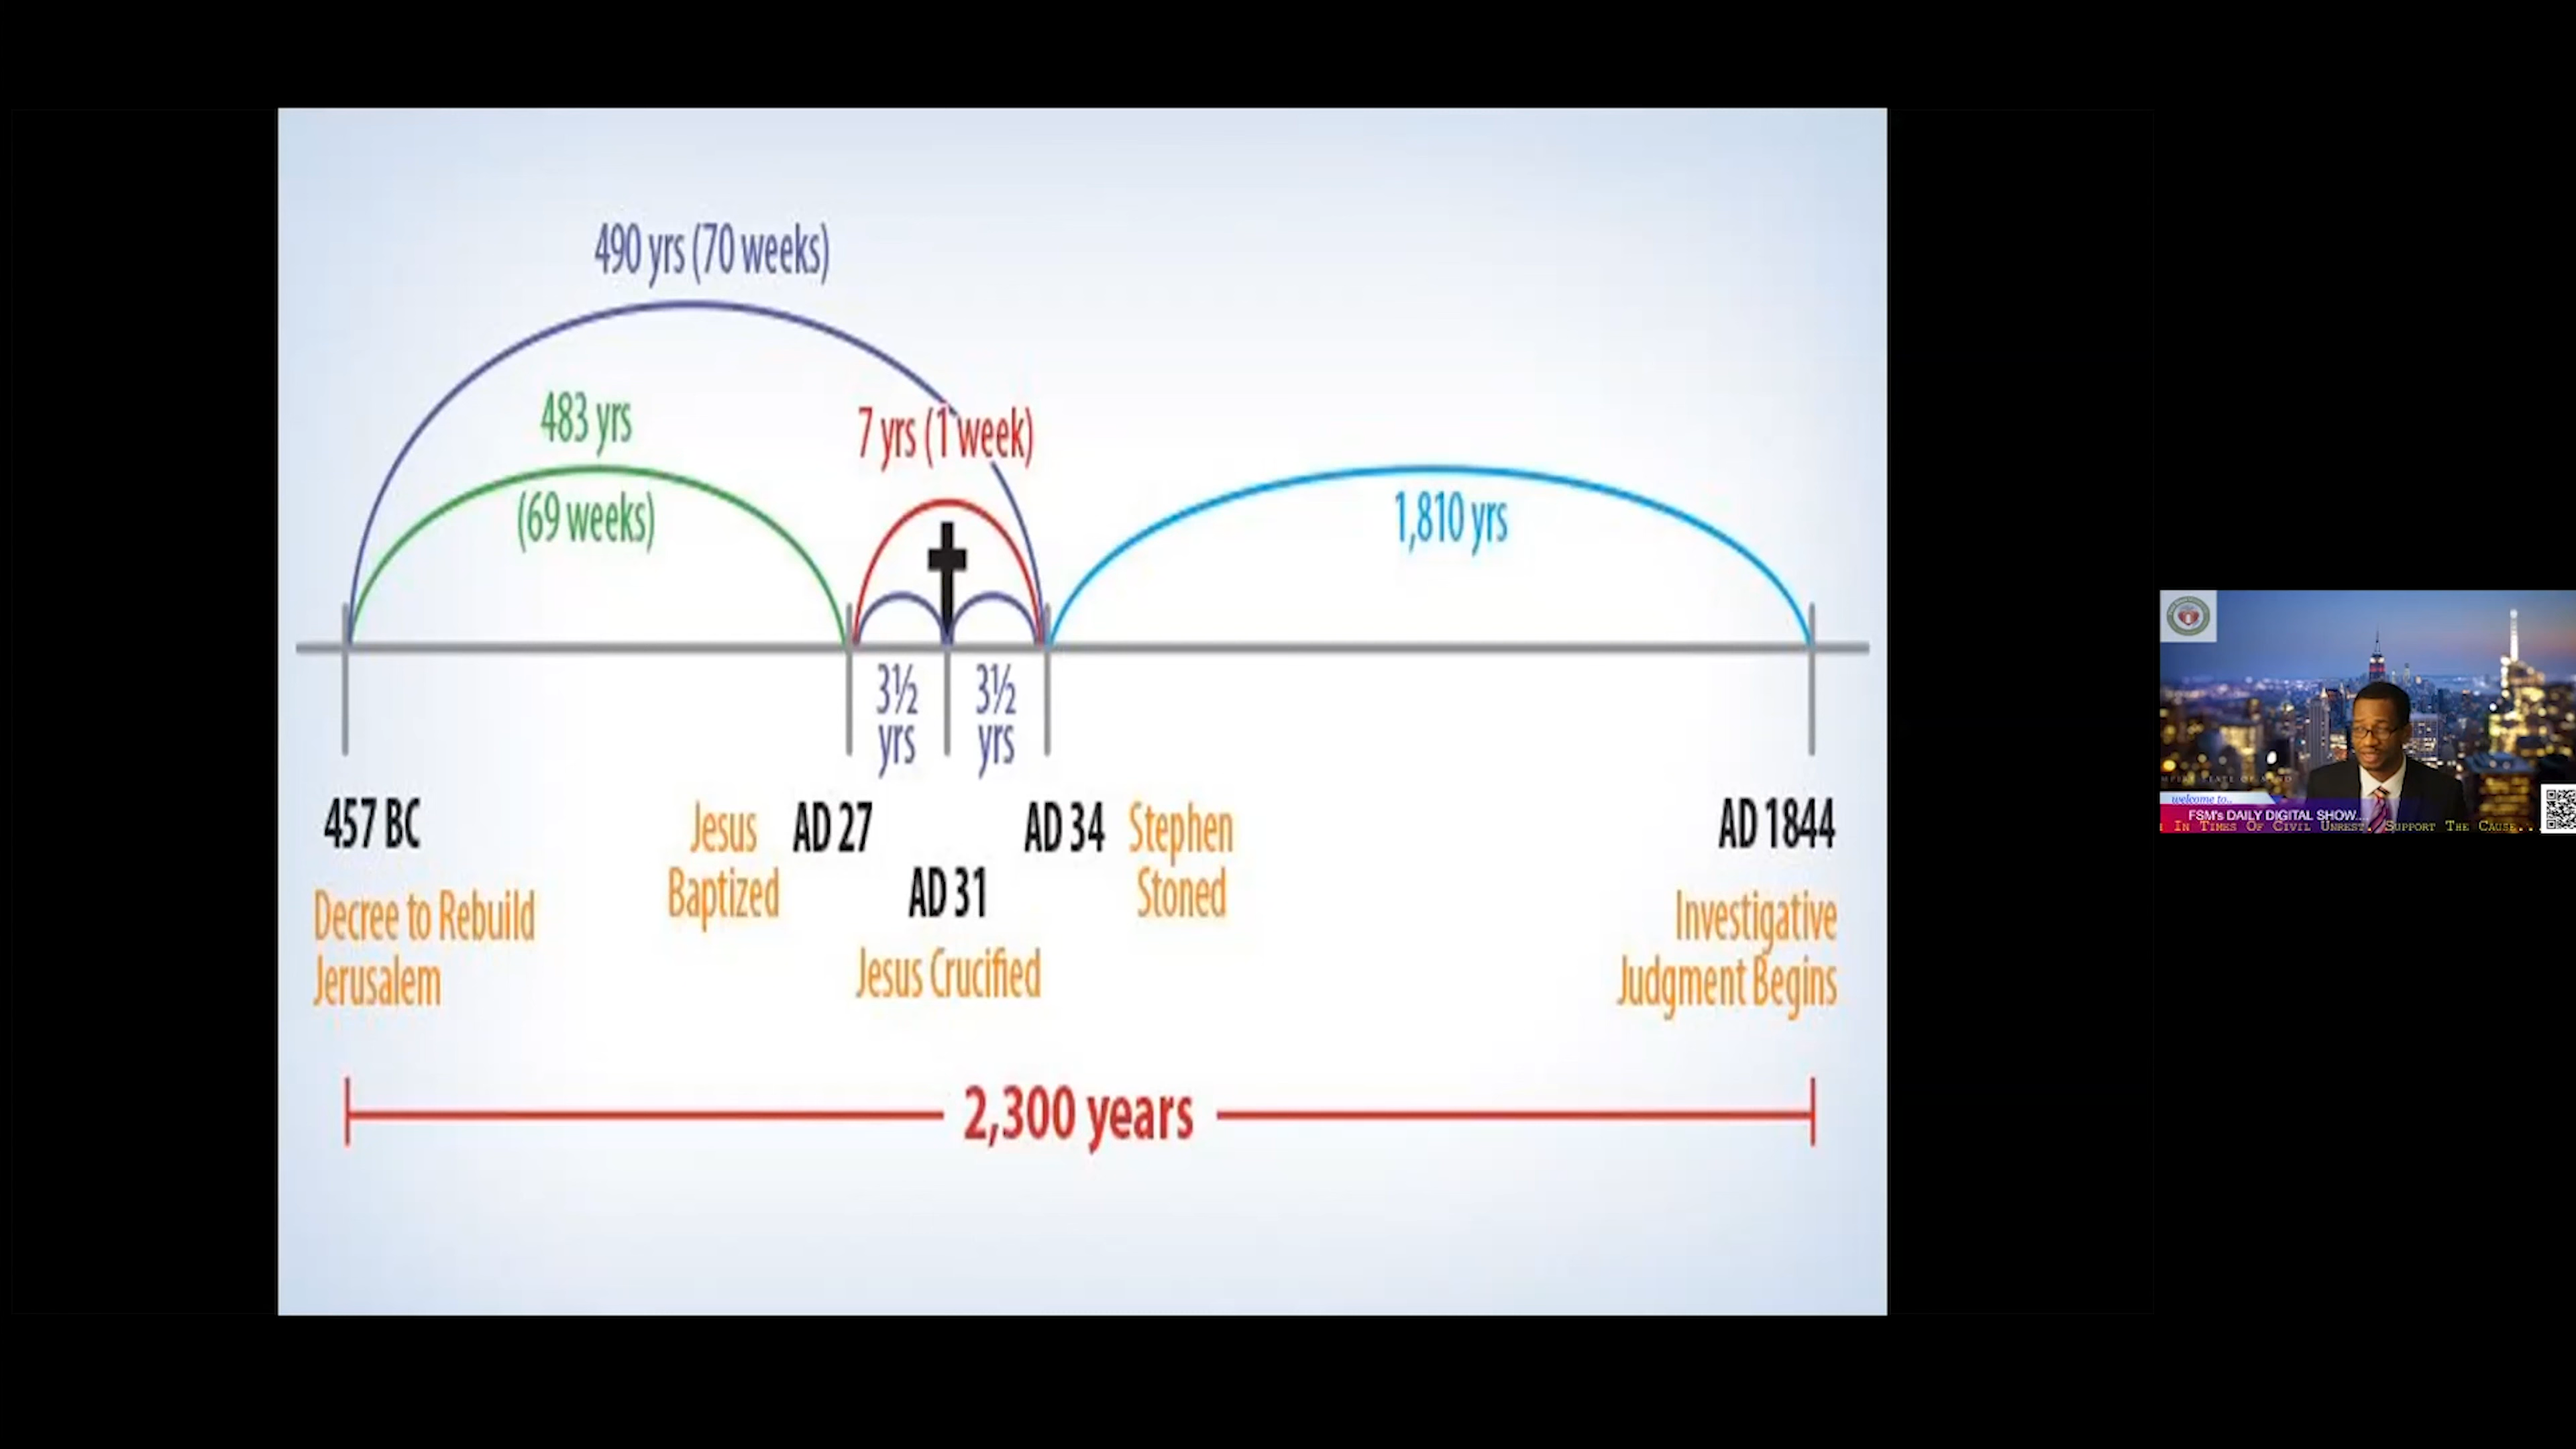 490 yrs (70 weeks)
483 yrs
(69 weeks)
7 yrs (1 week)
1,810 yrs
3½
yrs
3½
yrs
457 BC
Decree to Rebuild
Jerusalem
Jesus
Baptized
AD 27
AD 31
Jesus Crucified
AD 34
Stephen
Stoned
AD 1844
Investigative
Judgment Begins
2,300 years
welcome to..
FSM's DAILY DIGITAL SHOW....
In Times Of Civil Unrest. Support The Cause...